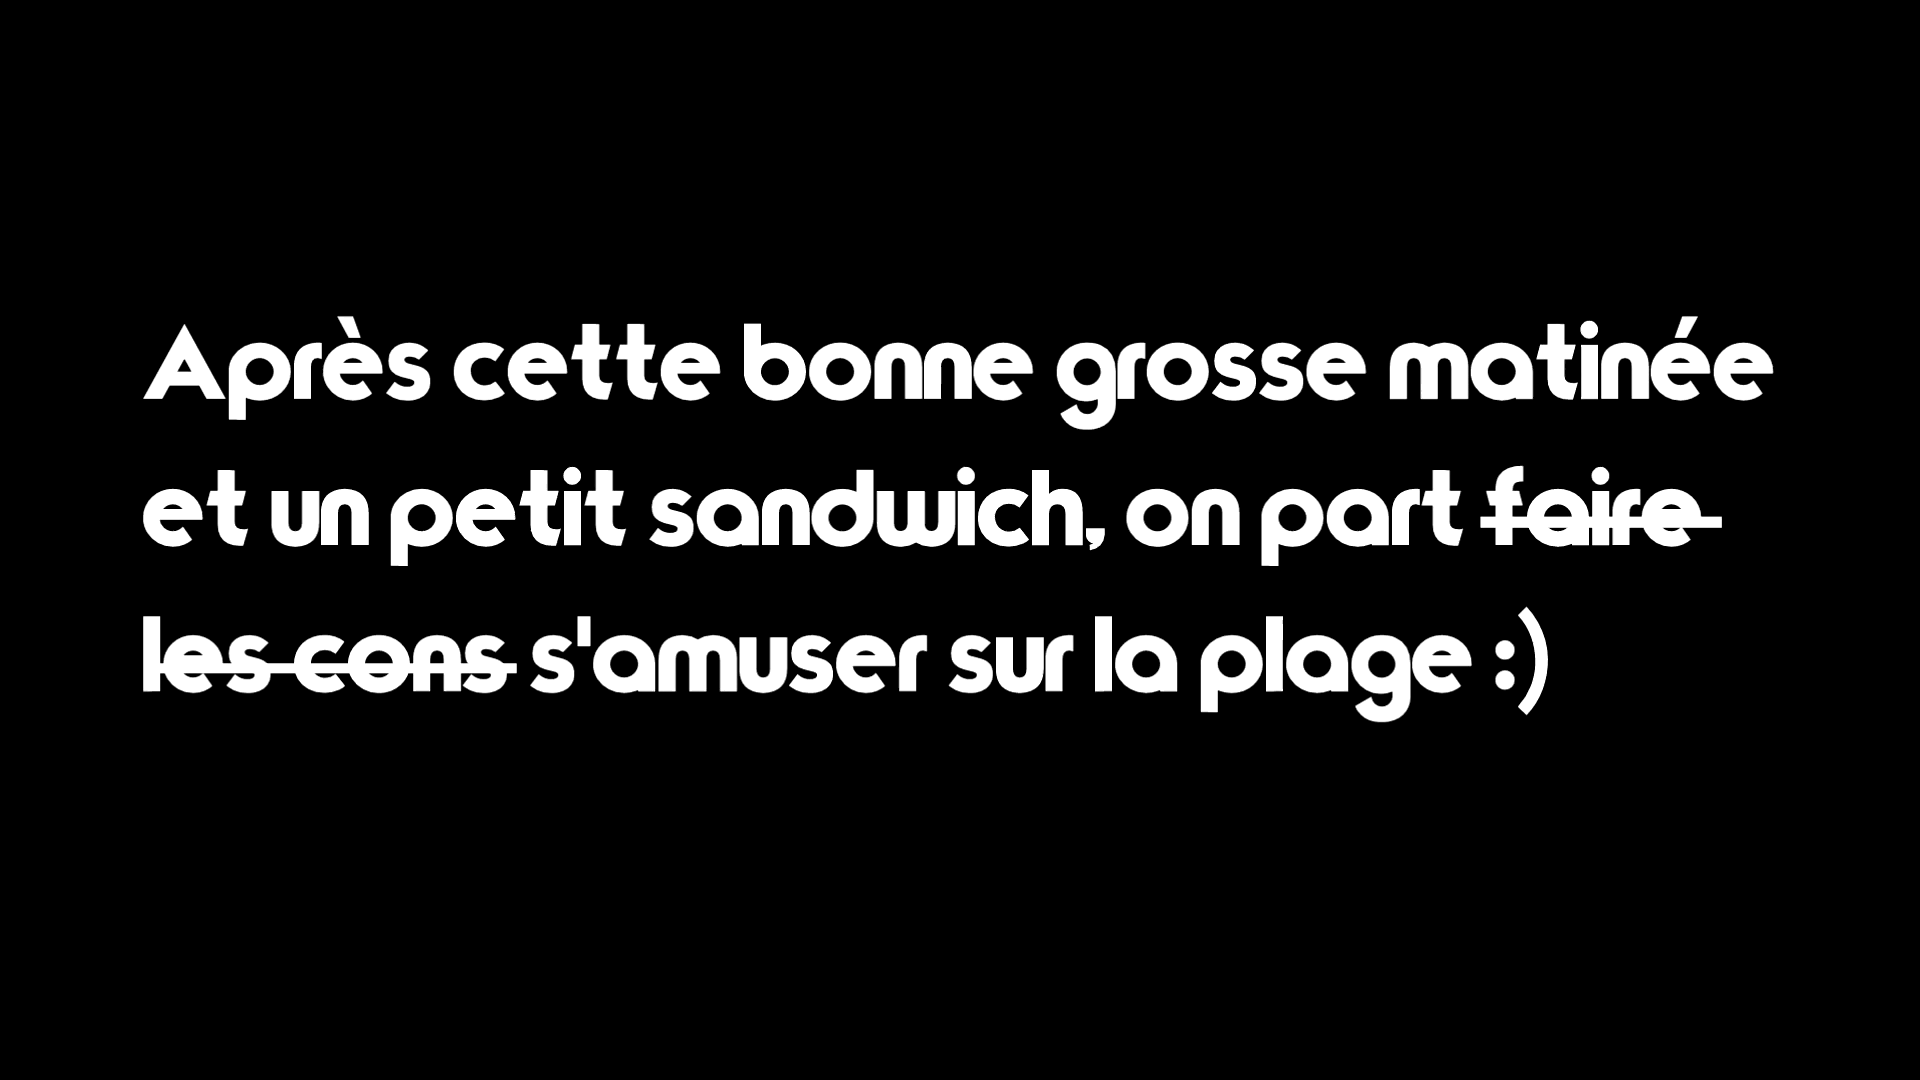 Après cette bonne grosse matinée
et un petit sandwich, on part faire
les cons s'amuser sur la plage :)